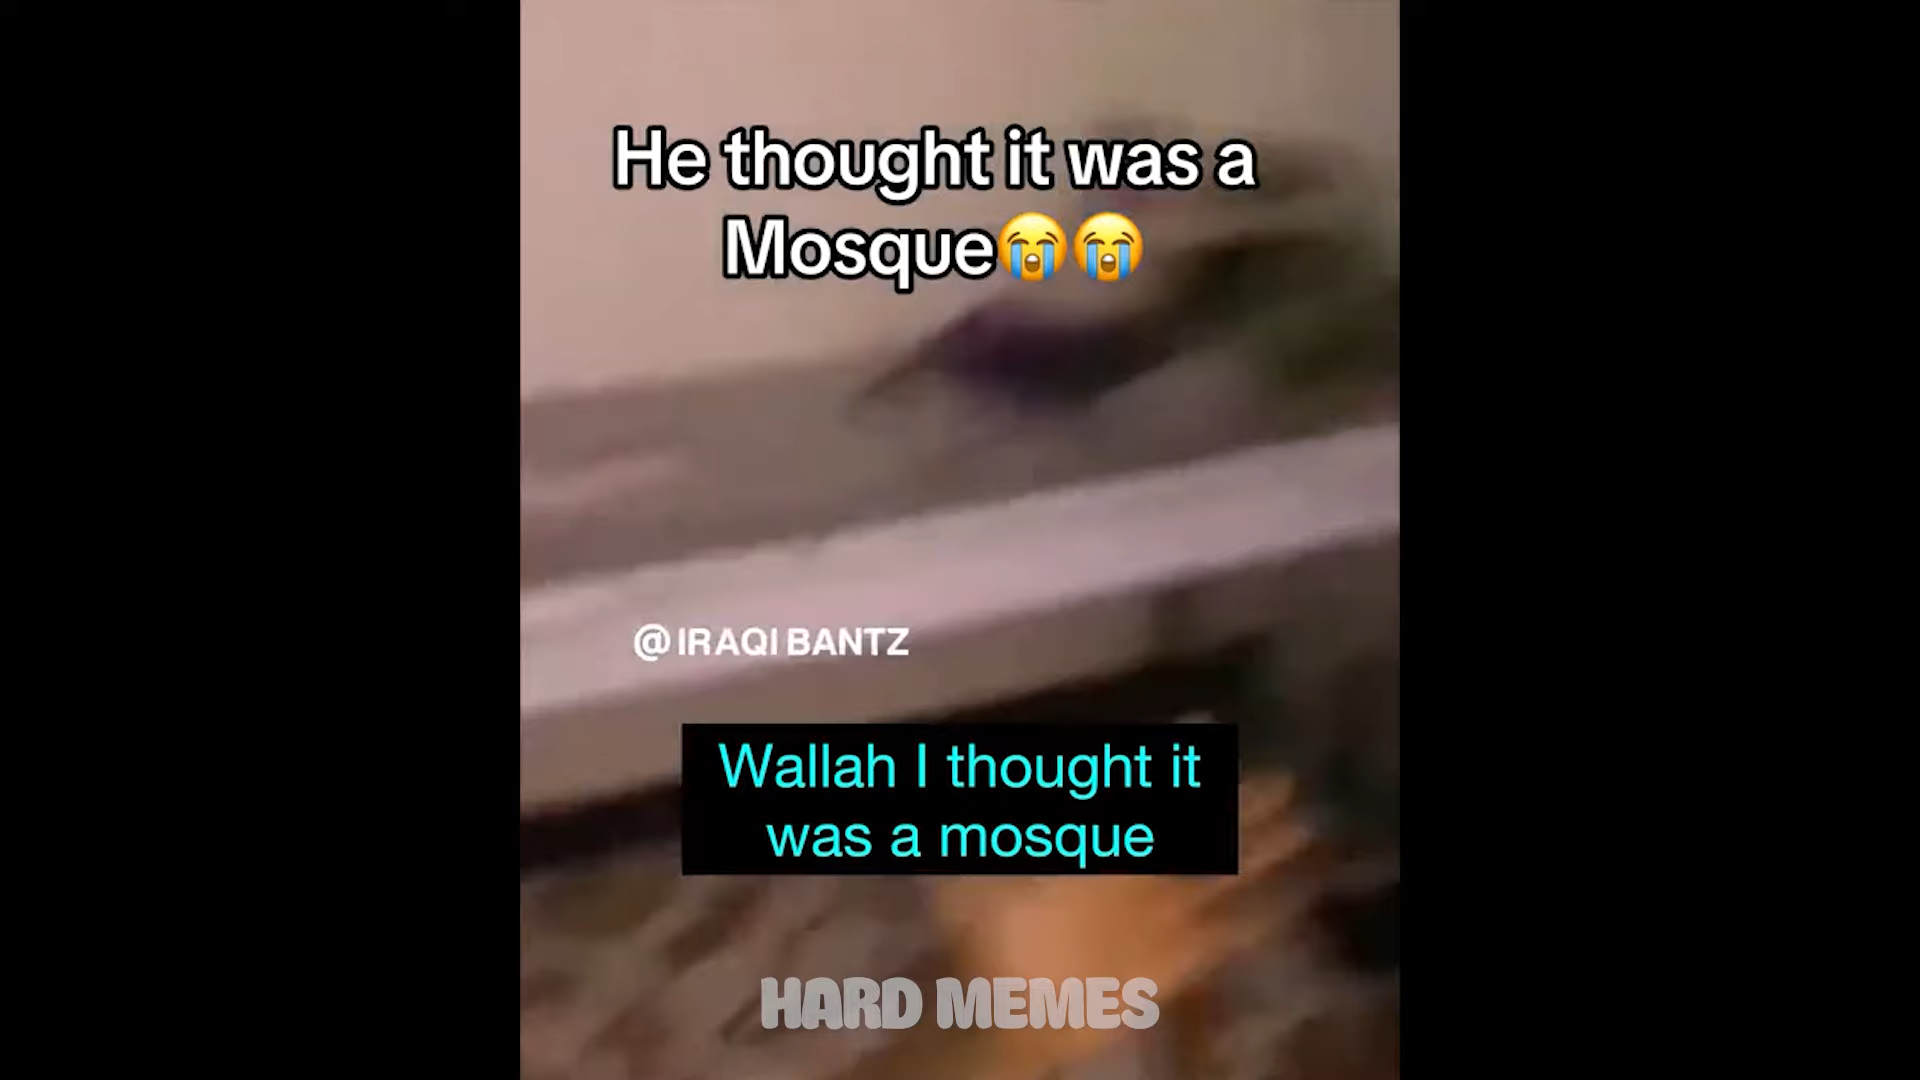 He thought it was a
Mosque😭😭
@IRAQI BANTZ
Wallah I thought it
was a mosque
HARD MEMES